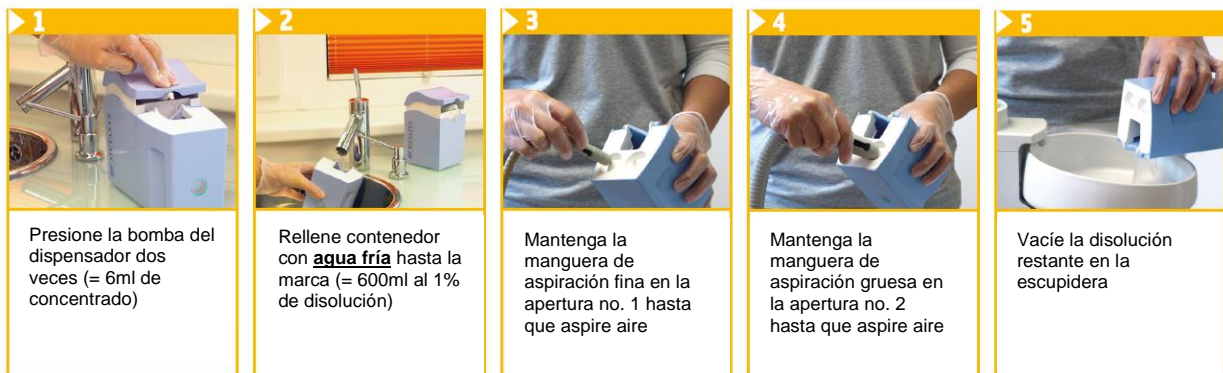 1
Presione la bomba del
dispensador dos
veces (= 6ml de
concentrado)
2
Rellene contenedor
con agua fría hasta la
marca (= 600ml al 1%
de disolución)
3
Mantenga la
manguera de
aspiración fina en la
apertura no. 1 hasta
que aspire aire
4
Mantenga la
manguera de
aspiración gruesa en
la apertura no. 2
hasta que aspire aire
5
Vacíe la disolución
restante en la
escupidera